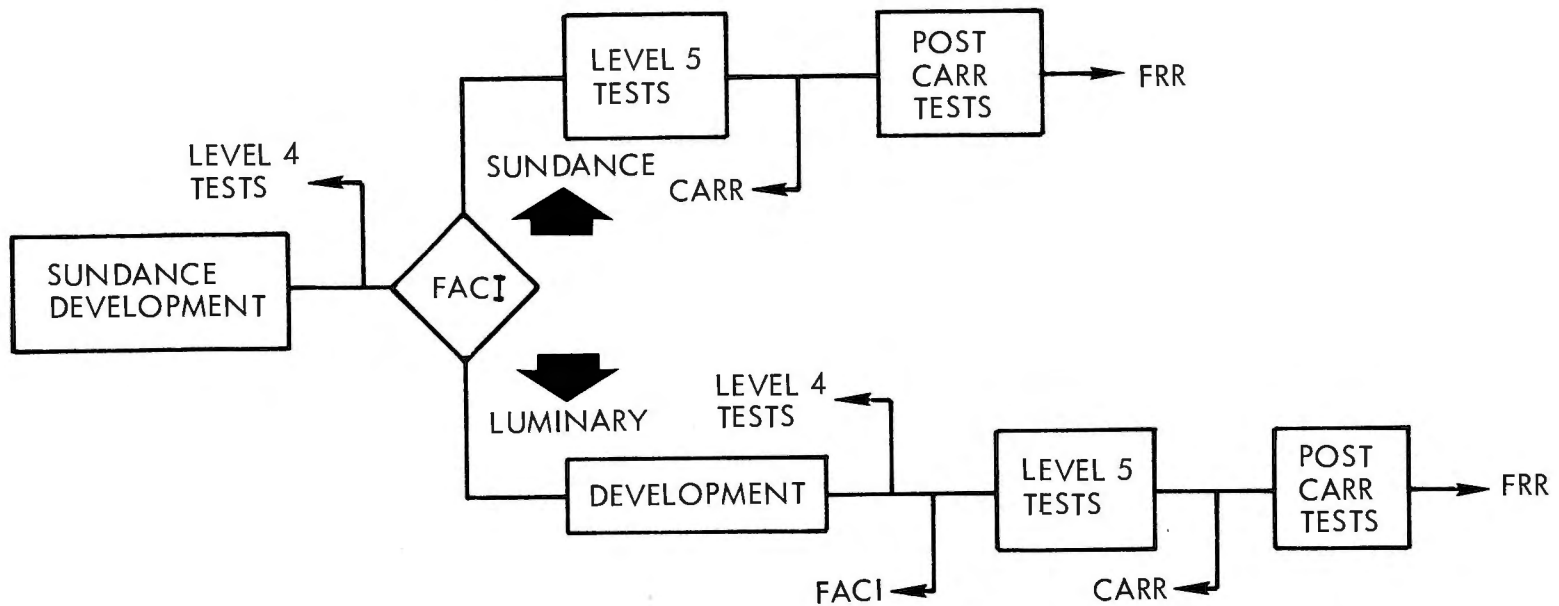 LEVEL 5
TESTS
POST
CARR
TESTS
FRR
LEVEL 4
TESTS
SUNDANCE
CARR
SUNDANCE
DEVELOPMENT
FACI
LUMINARY
LEVEL 4
TESTS
DEVELOPMENT
LEVEL 5
TESTS
POST
CARR
TESTS
FRR
FACI
CARR